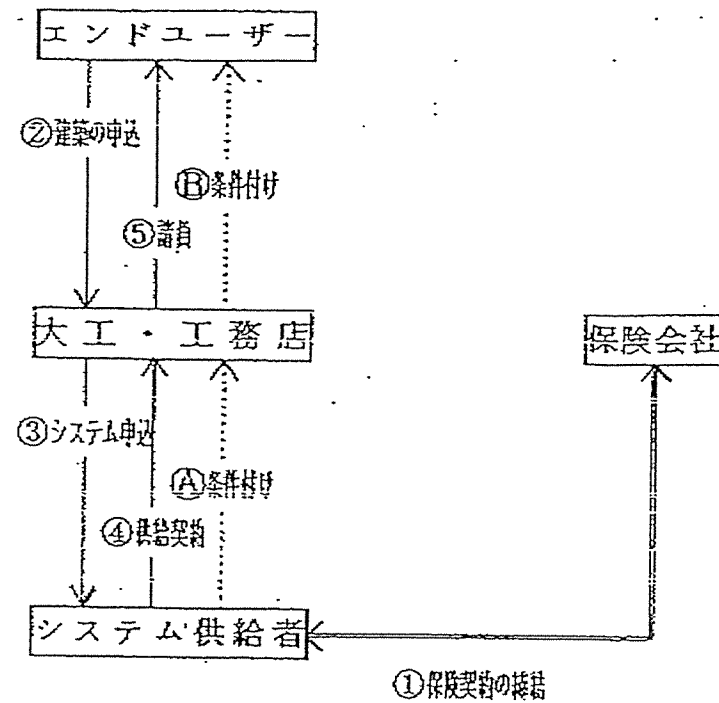 エンドユーザー
②建築の申込
Ⓑ条件付け
⑤請負
大工・工務店
保険会社
③システム申込
Ⓐ条件付け
④供給契約
システム供給者
①保険契約の締結